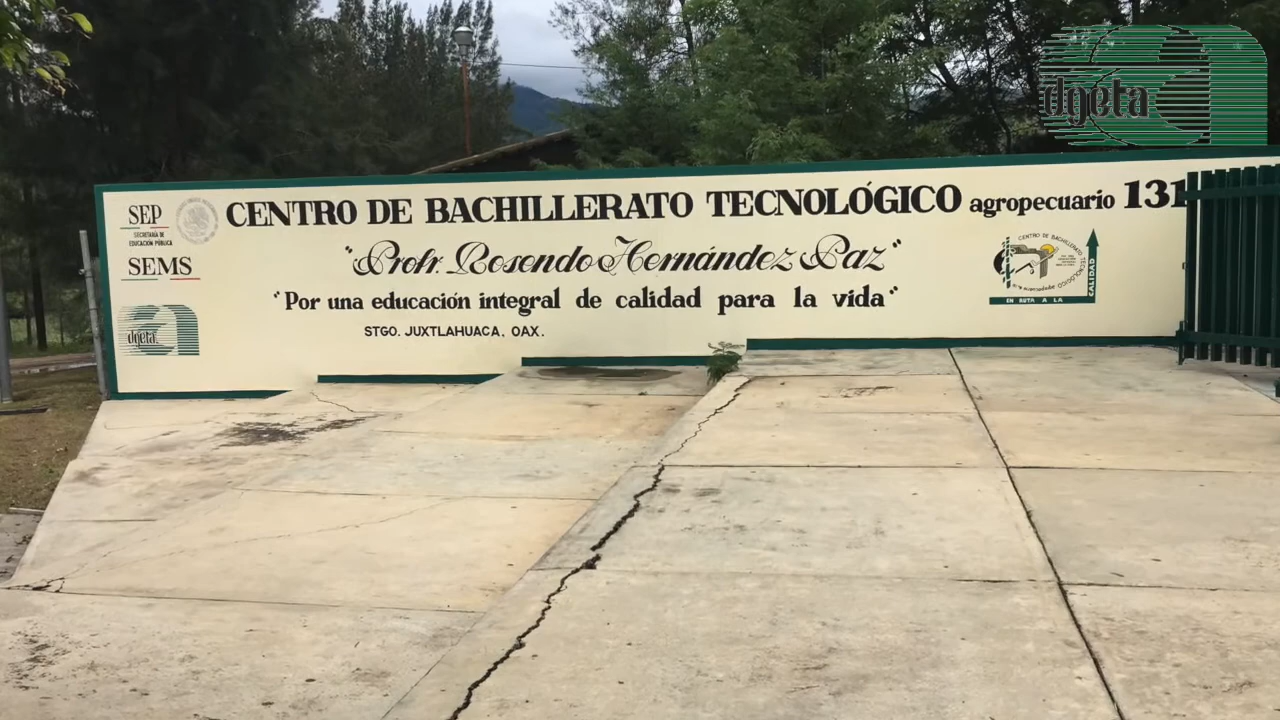 dgeta
SEP
SECRETARÍA DE
EDUCACIÓN PÚBLICA
SEMS
dgeta
CENTRO DE BACHILLERATO TECNOLÓGICO agropecuario 131
"Profr. Rosendo Hernández Paz"
"Por una educación integral de calidad para la vida"
STGO. JUXTLAHUACA, OAX.
CENTRO DE BACHILLERATO TECNOLÓGICO
EN RUTA A LA
CALIDAD